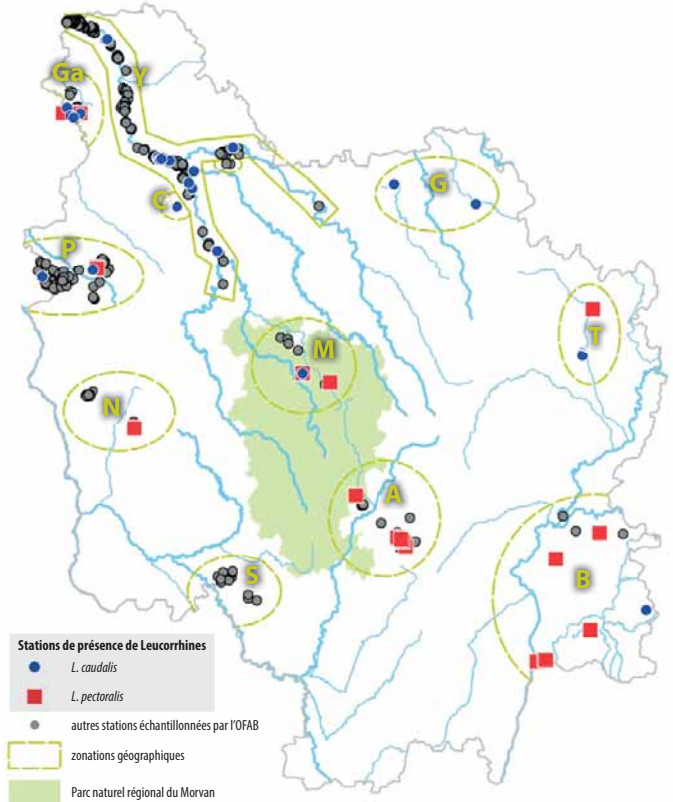 Ga
Y
C
G
P
T
M
N
A
S
B
Stations de présence de Leucorrhines
L. caudalis
L. pectoralis
autres stations échantillonnées par l'OFAB
zonations géographiques
Parc naturel régional du Morvan